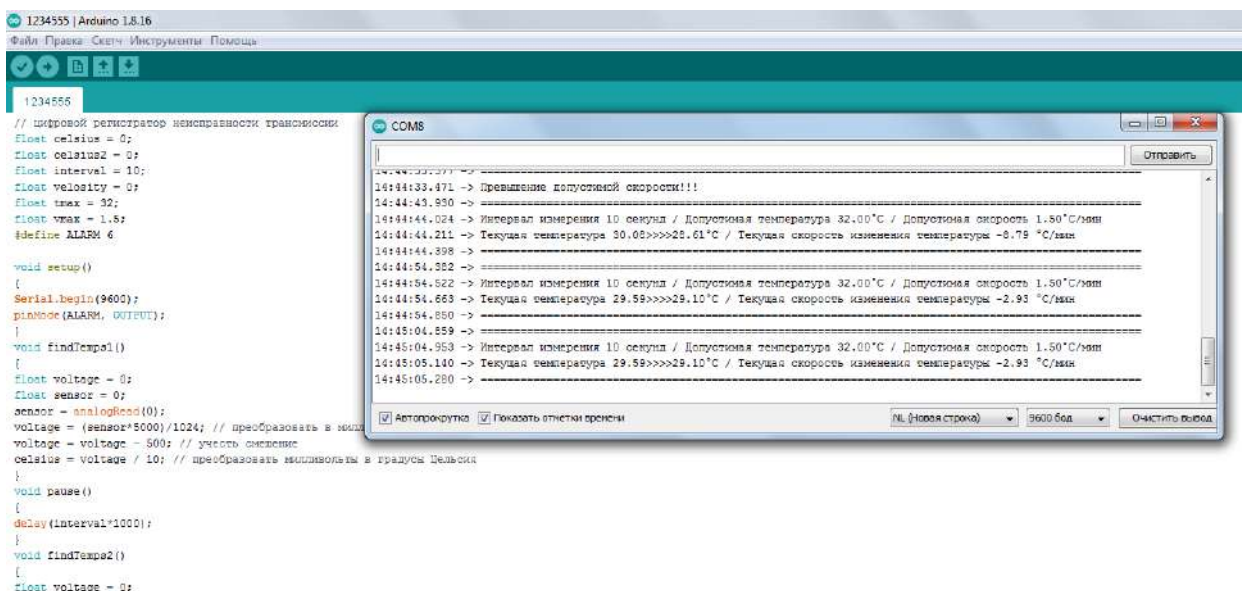 1234555 | Arduino 1.8.16
Файл Правка Скетч Инструменты Помощь
1234555
// цифровой регистратор неисправности трансмиссии
float celsius = 0;
float celsius2 = 0;
float interval = 10;
float velosity = 0;
float tmax = 32;
float vmax = 1.5;
#define ALARM 6
void setup()
{
Serial.begin(9600);
pinMode(ALARM, OUTPUT);
}
void findTemps1()
{
float voltage = 0;
float sensor = 0;
sensor = analogRead(0);
voltage = (sensor*5000)/1024; // преобразовать в милл
voltage = voltage - 500; // учесть смещение
celsius = voltage / 10; // преобразовать милливольты в градусы Цельсия
}
void pause()
{
delay(interval*1000);
}
void findTemps2()
{
float voltage = 0;
COM8
Отправить
14:44:33.471 -> Превышение допустимой скорости!!!
14:44:43.930 -> ====================================================================================
14:44:44.024 -> Интервал измерения 10 секунд / Допустимая температура 32.00°C / Допустимая скорость 1.50°C/мин
14:44:44.211 -> Текущая температура 30.08>>>>28.61°C / Текущая скорость изменения температуры -8.79 °C/мин
14:44:44.398 -> ====================================================================================
14:44:54.382 -> ====================================================================================
14:44:54.522 -> Интервал измерения 10 секунд / Допустимая температура 32.00°C / Допустимая скорость 1.50°C/мин
14:44:54.663 -> Текущая температура 29.59>>>>29.10°C / Текущая скорость изменения температуры -2.93 °C/мин
14:44:54.850 -> ====================================================================================
14:45:04.859 -> ====================================================================================
14:45:04.953 -> Интервал измерения 10 секунд / Допустимая температура 32.00°C / Допустимая скорость 1.50°C/мин
14:45:05.140 -> Текущая температура 29.59>>>>29.10°C / Текущая скорость изменения температуры -2.93 °C/мин
14:45:05.280 -> ====================================================================================
Автопрокрутка Показать отметки времени NL (Новая строка) 9600 бод Очистить вывод